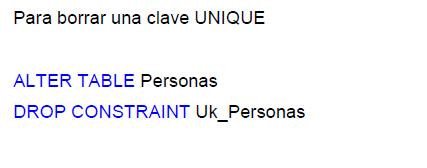 Para borrar una clave UNIQUE
ALTER TABLE Personas
DROP CONSTRAINT Uk_Personas